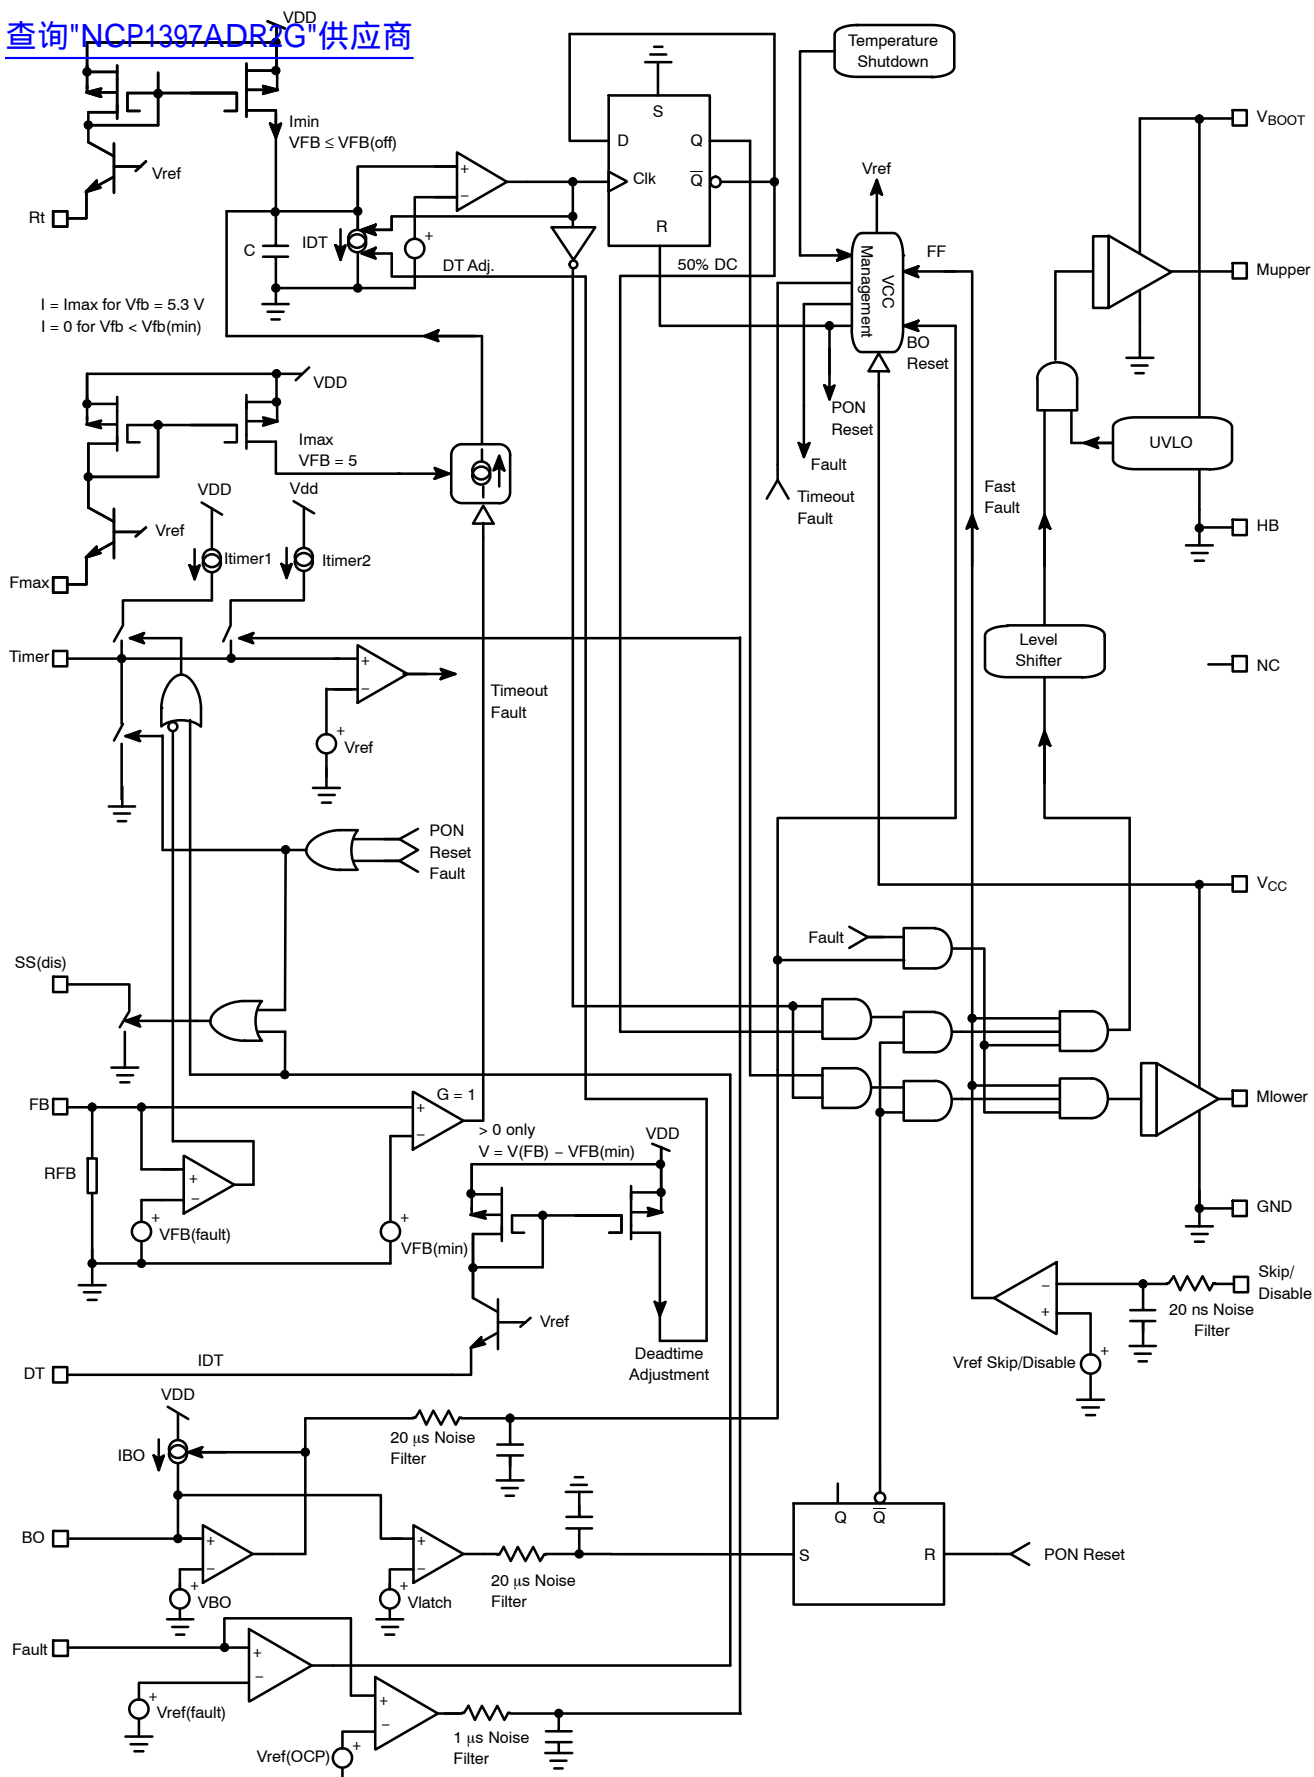 查询"NCP1397ADR2G"供应商
VDD
Imin
VFB ≤ VFB(off)
Vref
Rt
C
IDT
+
−
+
DT Adj.
S
D
Q
Clk
Q̅
R
50% DC
Temperature
Shutdown
Vref
VCC
Management
FF
BO
Reset
PON
Reset
Fault
Timeout
Fault
VBOOT
Mupper
UVLO
HB
NC
Fast
Fault
Level
Shifter
I = Imax for Vfb = 5.3 V
I = 0 for Vfb < Vfb(min)
VDD
Imax
VFB = 5
Vref
Fmax
VDD
Vdd
Itimer1
Itimer2
Timer
+
−
+
Vref
Timeout
Fault
PON
Reset
Fault
VCC
Fault
SS(dis)
FB
+
−
G = 1
> 0 only
V = V(FB) − VFB(min)
VDD
RFB
+
−
+
VFB(fault)
+
VFB(min)
Vref
Deadtime
Adjustment
DT
IDT
Mlower
GND
Skip/
Disable
−
+
20 ns Noise
Filter
Vref Skip/Disable
+
VDD
IBO
20 μs Noise
Filter
BO
+
−
+
VBO
+
−
+
Vlatch
20 μs Noise
Filter
Q
Q̅
S
R
PON Reset
Fault
+
−
+
Vref(fault)
+
−
+
Vref(OCP)
1 μs Noise
Filter